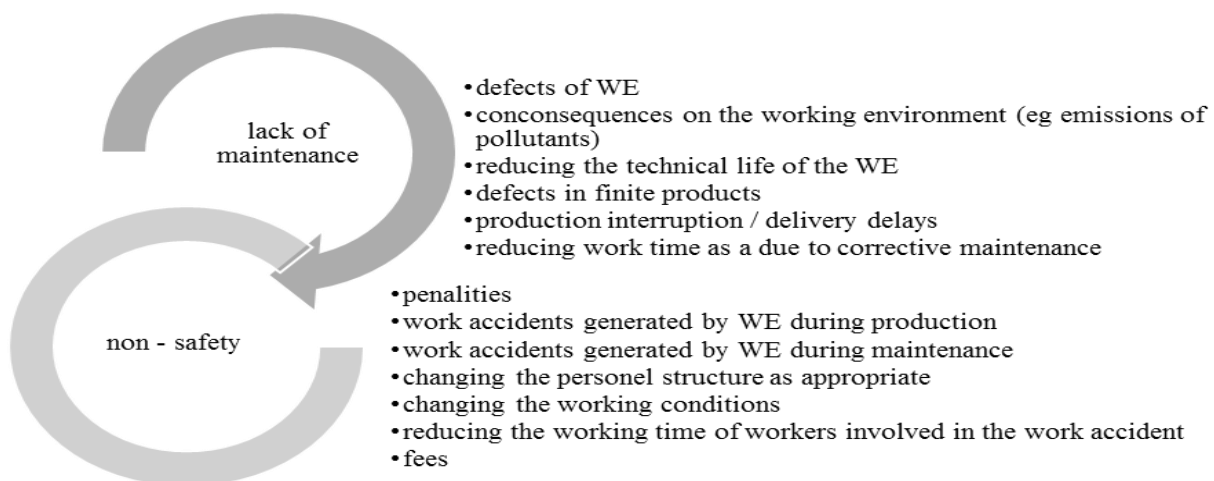 lack of
maintenance
•defects of WE
•conconsequences on the working environment (eg emissions of
pollutants)
•reducing the technical life of the WE
•defects in finite products
•production interruption / delivery delays
•reducing work time as a due to corrective maintenance
non - safety
•penalities
•work accidents generated by WE during production
•work accidents generated by WE during maintenance
•changing the personel structure as appropriate
•changing the working conditions
•reducing the working time of workers involved in the work accident
•fees